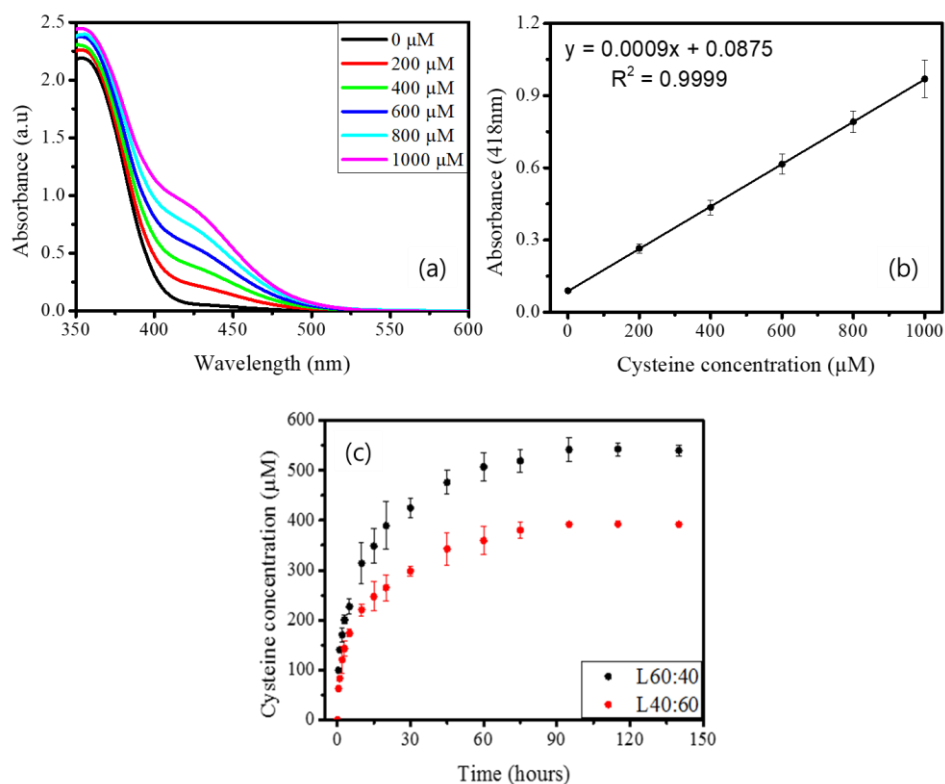 2.5
2.0
1.5
1.0
0.5
0.0
350
400
450
500
550
600
Absorbance (a.u)
Wavelength (nm)
0 µM
200 µM
400 µM
600 µM
800 µM
1000 µM
(a)
y = 0.0009x + 0.0875
R² = 0.9999
1.2
0.9
0.6
0.3
0.0
0
200
400
600
800
1000
Absorbance (418nm)
Cysteine concentration (µM)
(b)
600
500
400
300
200
100
0
0
30
60
90
120
150
Cysteine concentration (µM)
Time (hours)
(c)
L60:40
L40:60